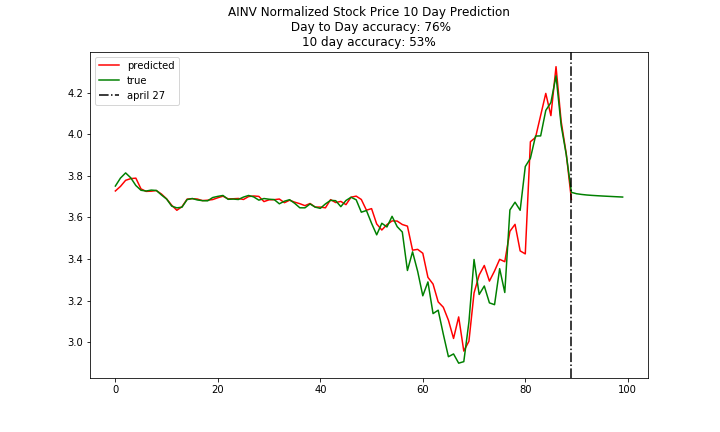 AINV Normalized Stock Price 10 Day Prediction
Day to Day accuracy: 76%
10 day accuracy: 53%
predicted
true
april 27
4.2
4.0
3.8
3.6
3.4
3.2
3.0
0
20
40
60
80
100